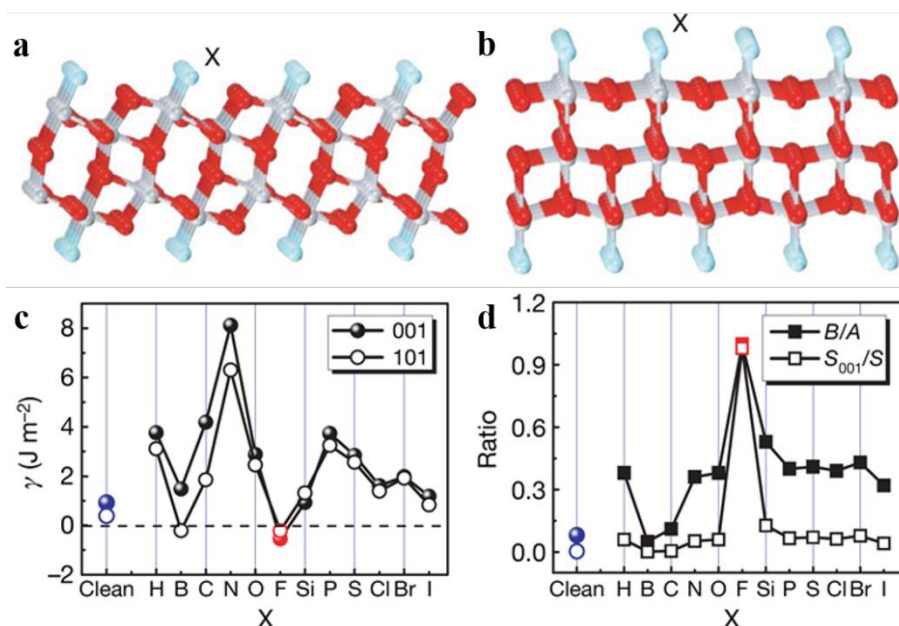 a
X
b
X
c
001
101
γ (J m⁻²)
8
6
4
2
0
−2
Clean H B C N O F Si P S Cl Br I
X
d
B/A
S₀₀₁/S
Ratio
1.2
0.9
0.6
0.3
0.0
Clean H B C N O F Si P S Cl Br I
X